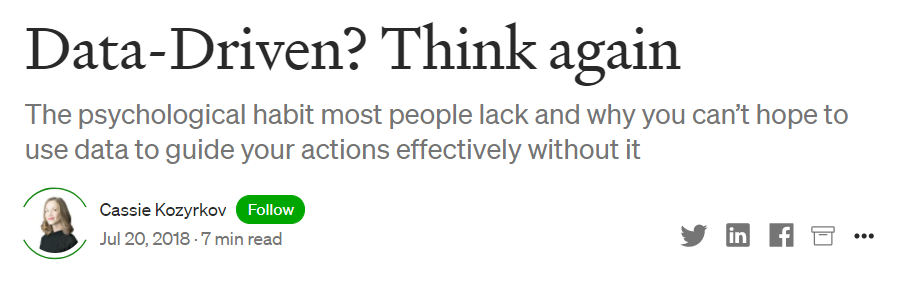 Data-Driven? Think again
The psychological habit most people lack and why you can’t hope to
use data to guide your actions effectively without it
Cassie Kozyrkov Follow
Jul 20, 2018 · 7 min read